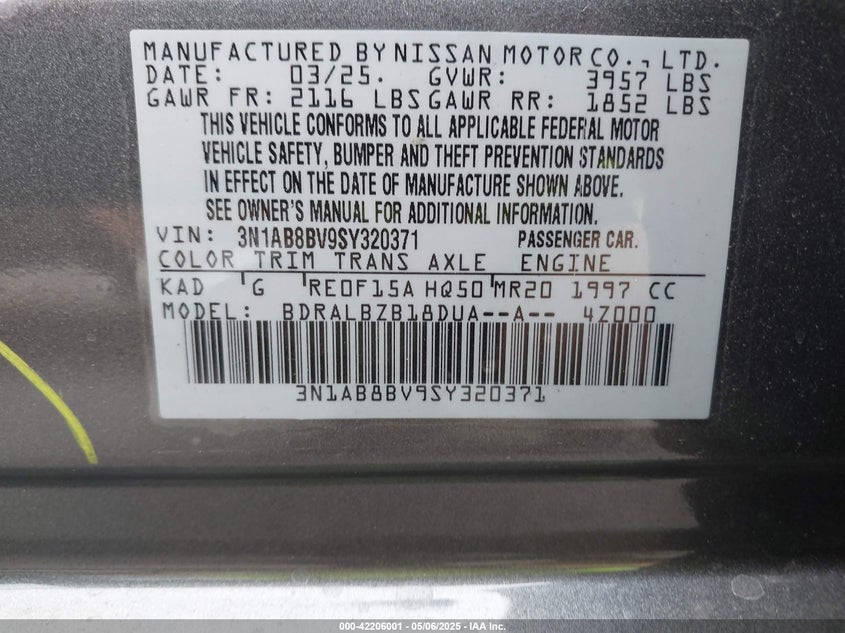 MANUFACTURED BY NISSAN MOTOR CO., LTD.
DATE: 03/25. GVWR: 3957 LBS
GAWR FR: 2116 LBS GAWR RR: 1852 LBS
THIS VEHICLE CONFORMS TO ALL APPLICABLE FEDERAL MOTOR
VEHICLE SAFETY, BUMPER AND THEFT PREVENTION STANDARDS
IN EFFECT ON THE DATE OF MANUFACTURE SHOWN ABOVE.
SEE OWNER'S MANUAL FOR ADDITIONAL INFORMATION.
VIN: 3N1AB8BV9SY320371 PASSENGER CAR.
COLOR TRIM TRANS AXLE ENGINE
KAD G RE0F15A HQ50 MR20 1997 CC
MODEL: BDRALBZB18DUA--A-- 4Z000
3N1AB8BV9SY320371
000-42206001 — 05/06/2025 — IAA Inc.